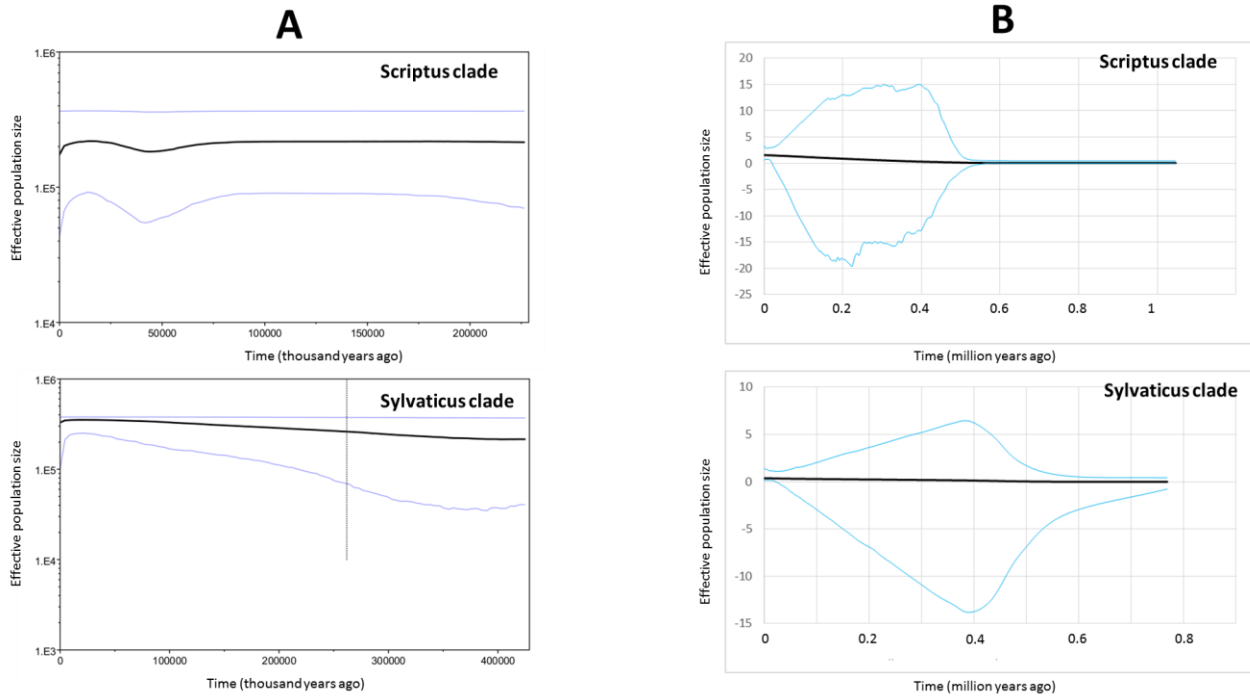 A
B
Scriptus clade
Effective population size
1.E6
1.E5
1.E4
0 50000 100000 150000 200000
Time (thousand years ago)
Scriptus clade
Effective population size
20
15
10
5
0
-5
-10
-15
-20
-25
0 0.2 0.4 0.6 0.8 1
Time (million years ago)
Sylvaticus clade
Effective population size
1.E6
1.E5
1.E4
1.E3
0 100000 200000 300000 400000
Time (thousand years ago)
Sylvaticus clade
Effective population size
10
5
0
-5
-10
-15
0 0.2 0.4 0.6 0.8
Time (million years ago)